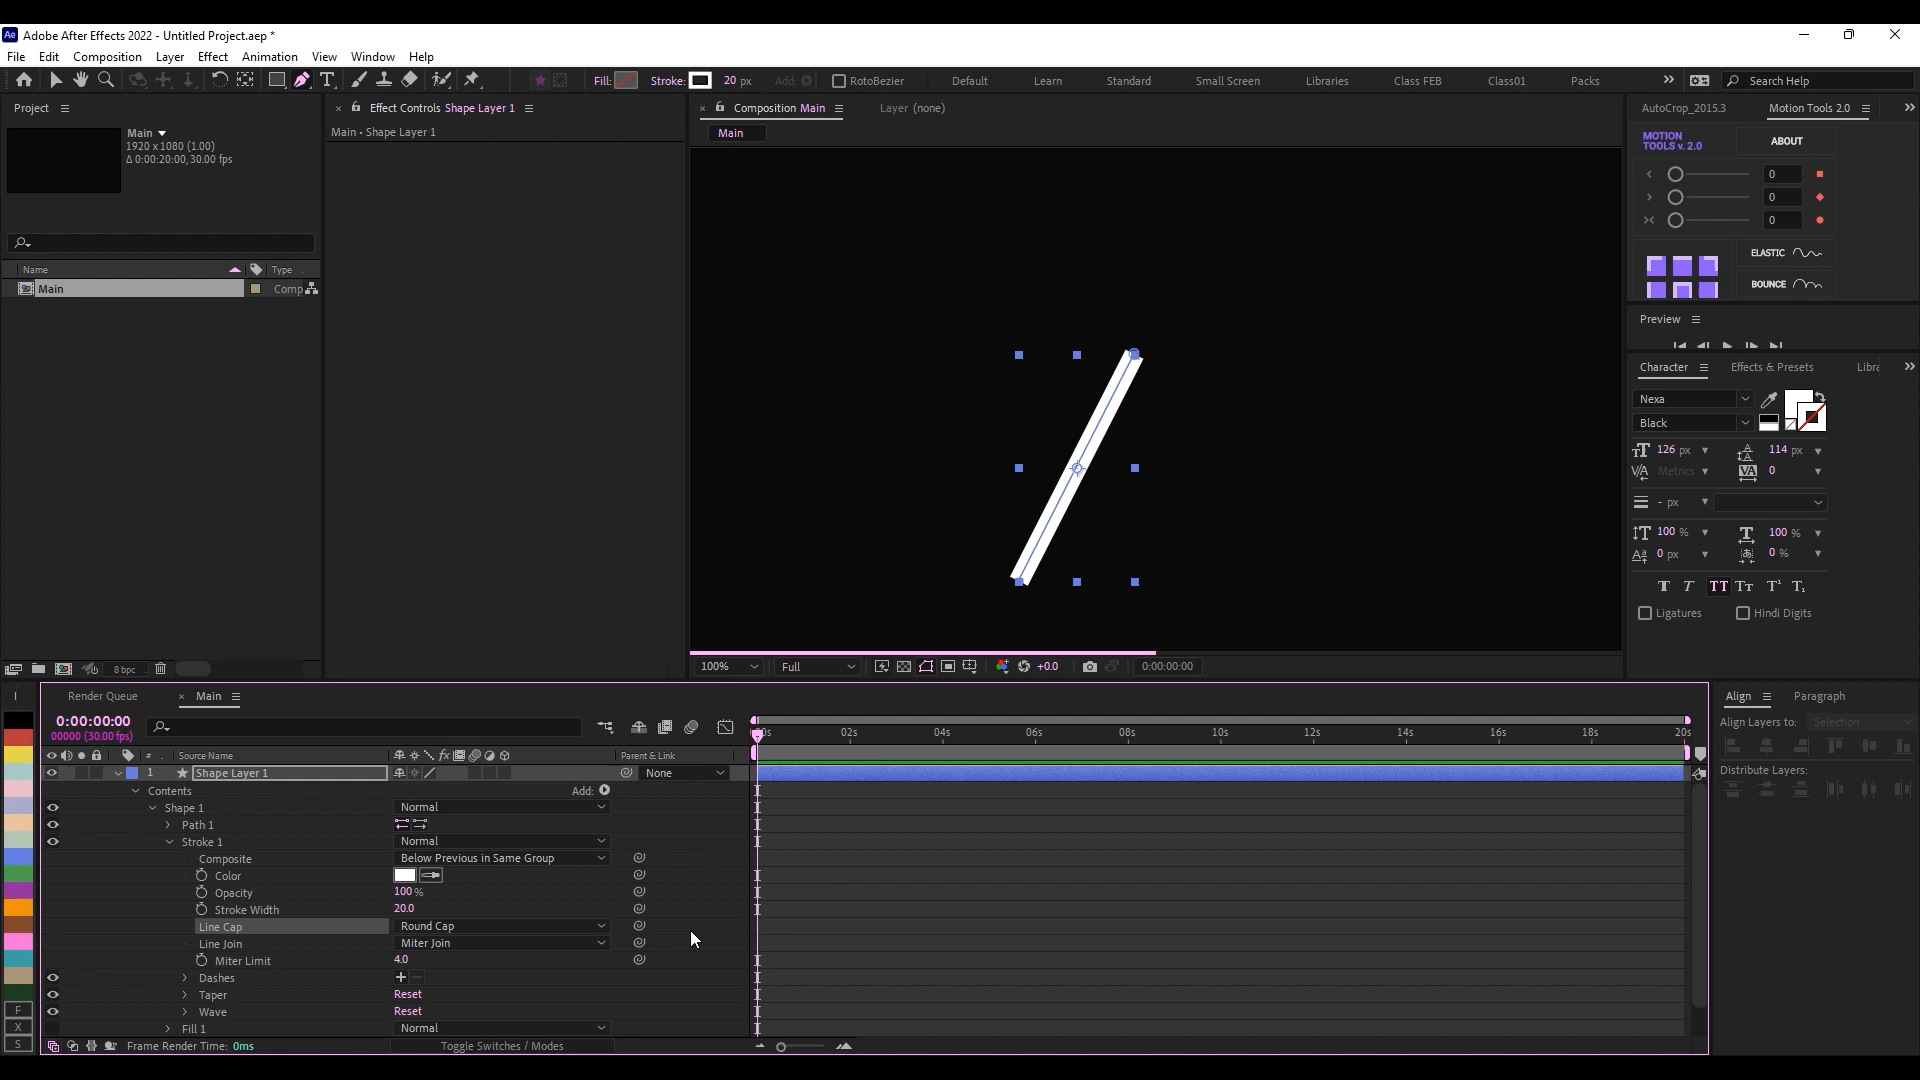 Ae Adobe After Effects 2022 - Untitled Project.aep *
File Edit Composition Layer Effect Animation View Window Help
Fill: Stroke: 20 px Add: RotoBezier Default Learn Standard Small Screen Libraries Class FEB Class01 Packs Search Help
Project
Effect Controls Shape Layer 1
Composition Main
Layer (none)
AutoCrop_2015.3 Motion Tools 2.0
Main
1920 x 1080 (1.00)
Δ 0:00:20:00, 30.00 fps
Main • Shape Layer 1
Main
MOTION
TOOLS v. 2.0
ABOUT
0
0
0
ELASTIC
BOUNCE
Name Type
Main Comp
Preview
Character Effects & Presets Libra
Nexa
Black
126 px 114 px
Metrics 0
- px
100 % 100 %
0 px 0 %
T T TT Tt T¹ T₁
Ligatures Hindi Digits
8 bpc
100% Full +0.0 0:00:00:00
Render Queue Main
Align Paragraph
0:00:00:00
00000 (30.00 fps)
Align Layers to: Selection
Distribute Layers:
02s 04s 06s 08s 10s 12s 14s 16s 18s 20s
# Source Name fx Parent & Link
1 Shape Layer 1 None
Contents Add:
Shape 1 Normal
Path 1
Stroke 1 Normal
Composite Below Previous in Same Group
Color
Opacity 100 %
Stroke Width 20.0
Line Cap Round Cap
Line Join Miter Join
Miter Limit 4.0
Dashes + -
Taper Reset
Wave Reset
Fill 1 Normal
F
X
S
Frame Render Time: 0ms Toggle Switches / Modes